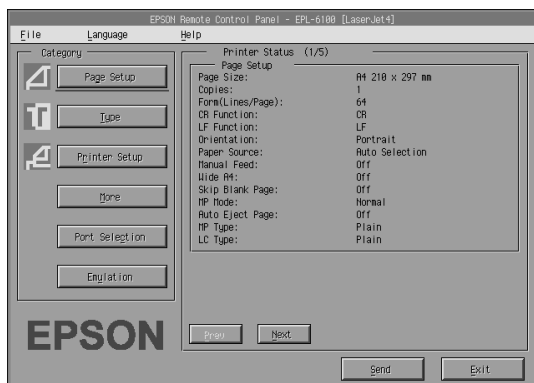 EPSON Remote Control Panel - EPL-6100 [LaserJet4]
File Language Help
Category
Page Setup
Type
Printer Setup
More
Port Selection
Emulation
EPSON
Printer Status (1/5)
Page Setup
Page Size: A4 210 x 297 mm
Copies: 1
Form(Lines/Page): 64
CR Function: CR
LF Function: LF
Orientation: Portrait
Paper Source: Auto Selection
Manual Feed: Off
Wide A4: Off
Skip Blank Page: Off
MP Mode: Normal
Auto Eject Page: Off
MP Type: Plain
LC Type: Plain
Prev Next
Send Exit